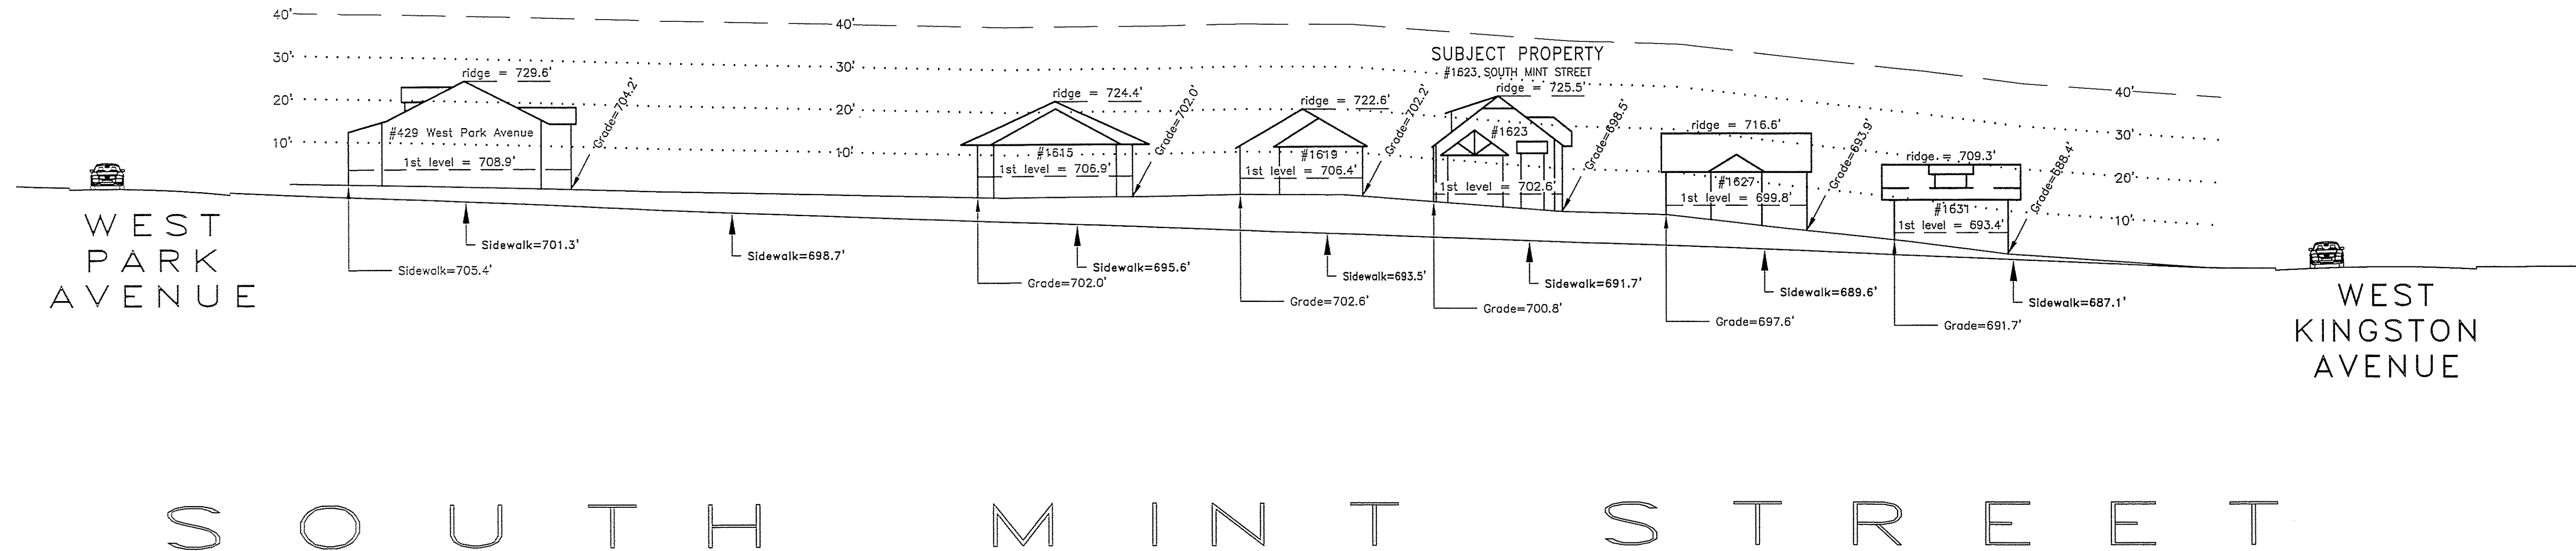 40'
30'
20'
10'
40'
30'
20'
10'
SUBJECT PROPERTY
#1623 SOUTH MINT STREET
ridge = 729.6'
#429 West Park Avenue
1st level = 708.9'
Grade=704.2'
ridge = 724.4'
#1615
1st level = 706.9'
Grade=702.0'
ridge = 722.6'
#1619
1st level = 706.4'
Grade=702.2'
ridge = 725.5'
#1623
1st level = 702.6'
Grade=698.5'
ridge = 716.6'
#1627
1st level = 699.8'
Grade=693.9'
ridge = 709.3'
#1631
1st level = 693.4'
Grade=688.4'
40'
30'
20'
10'
WEST
PARK
AVENUE
Sidewalk=705.4'
Sidewalk=701.3'
Sidewalk=698.7'
Grade=702.0'
Sidewalk=695.6'
Grade=702.6'
Sidewalk=693.5'
Grade=700.8'
Sidewalk=691.7'
Grade=697.6'
Sidewalk=689.6'
Grade=691.7'
Sidewalk=687.1'
WEST
KINGSTON
AVENUE
SOUTH MINT STREET